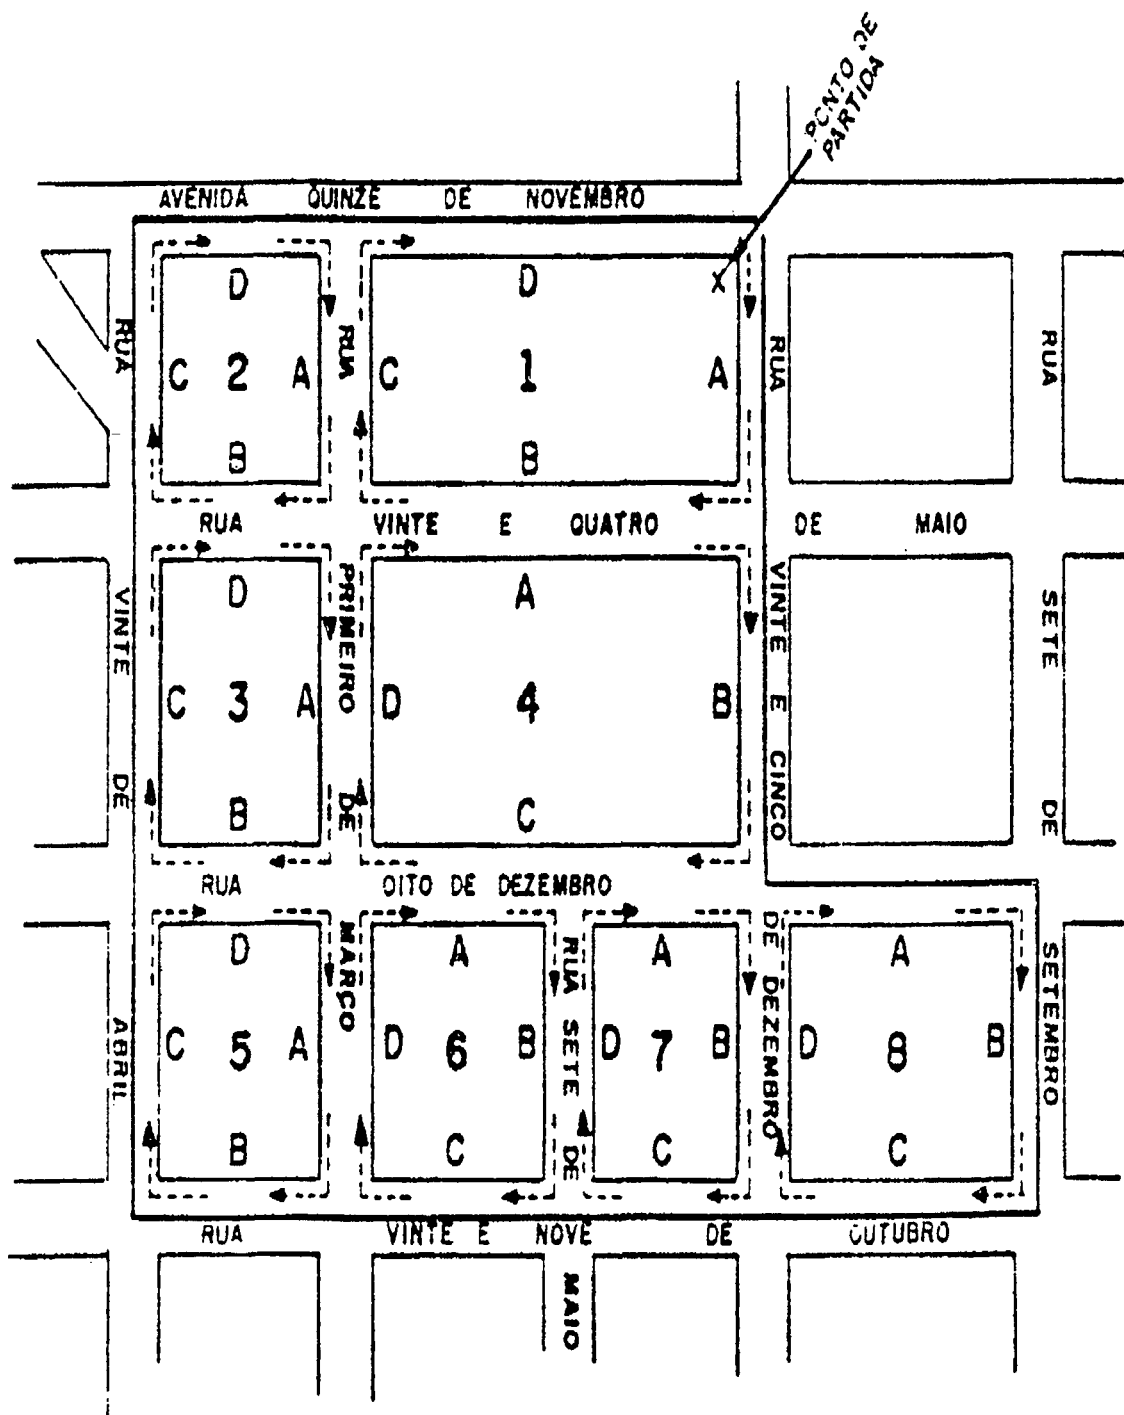 PONTO DE
PARTIDA
AVENIDA QUINZE DE NOVEMBRO
D
D
X
RUA
C 2 A
RUA
C 1 A
RUA
RUA
B
B
RUA VINTE E QUATRO DE MAIO
D
A
VINTE DE
C 3 A
PRIMEIRO DE
D 4 B
VINTE E CINCO
SETE DE
B
C
RUA OITO DE DEZEMBRO
D
A
A
A
ABRIL
C 5 A
MARÇO
D 6 B
RUA SETE DE
D 7 B
DE DEZEMBRO
D 8 B
SETEMBRO
B
C
C
C
RUA VINTE E NOVE DE OUTUBRO
MAIO